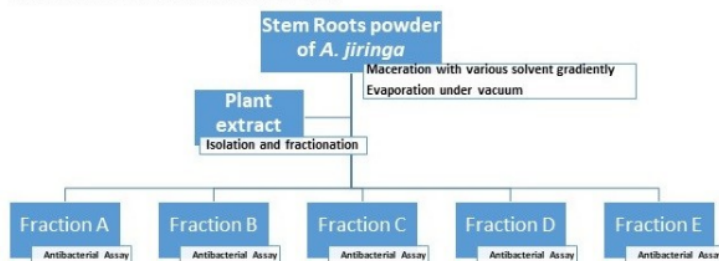 Stem Roots powder
of A. jiringa
Maceration with various solvent gradiently
Evaporation under vacuum
Plant
extract
Isolation and fractionation
Fraction A
Fraction B
Fraction C
Fraction D
Fraction E
Antibacterial Assay
Antibacterial Assay
Antibacterial Assay
Antibacterial Assay
Antibacterial Assay